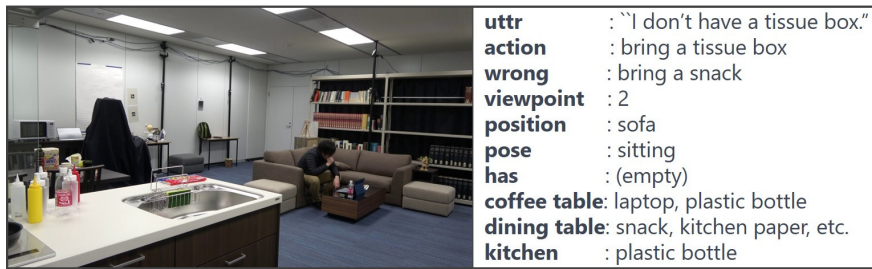 uttr : ``I don't have a tissue box.”
action : bring a tissue box
wrong : bring a snack
viewpoint : 2
position : sofa
pose : sitting
has : (empty)
coffee table: laptop, plastic bottle
dining table: snack, kitchen paper, etc.
kitchen : plastic bottle